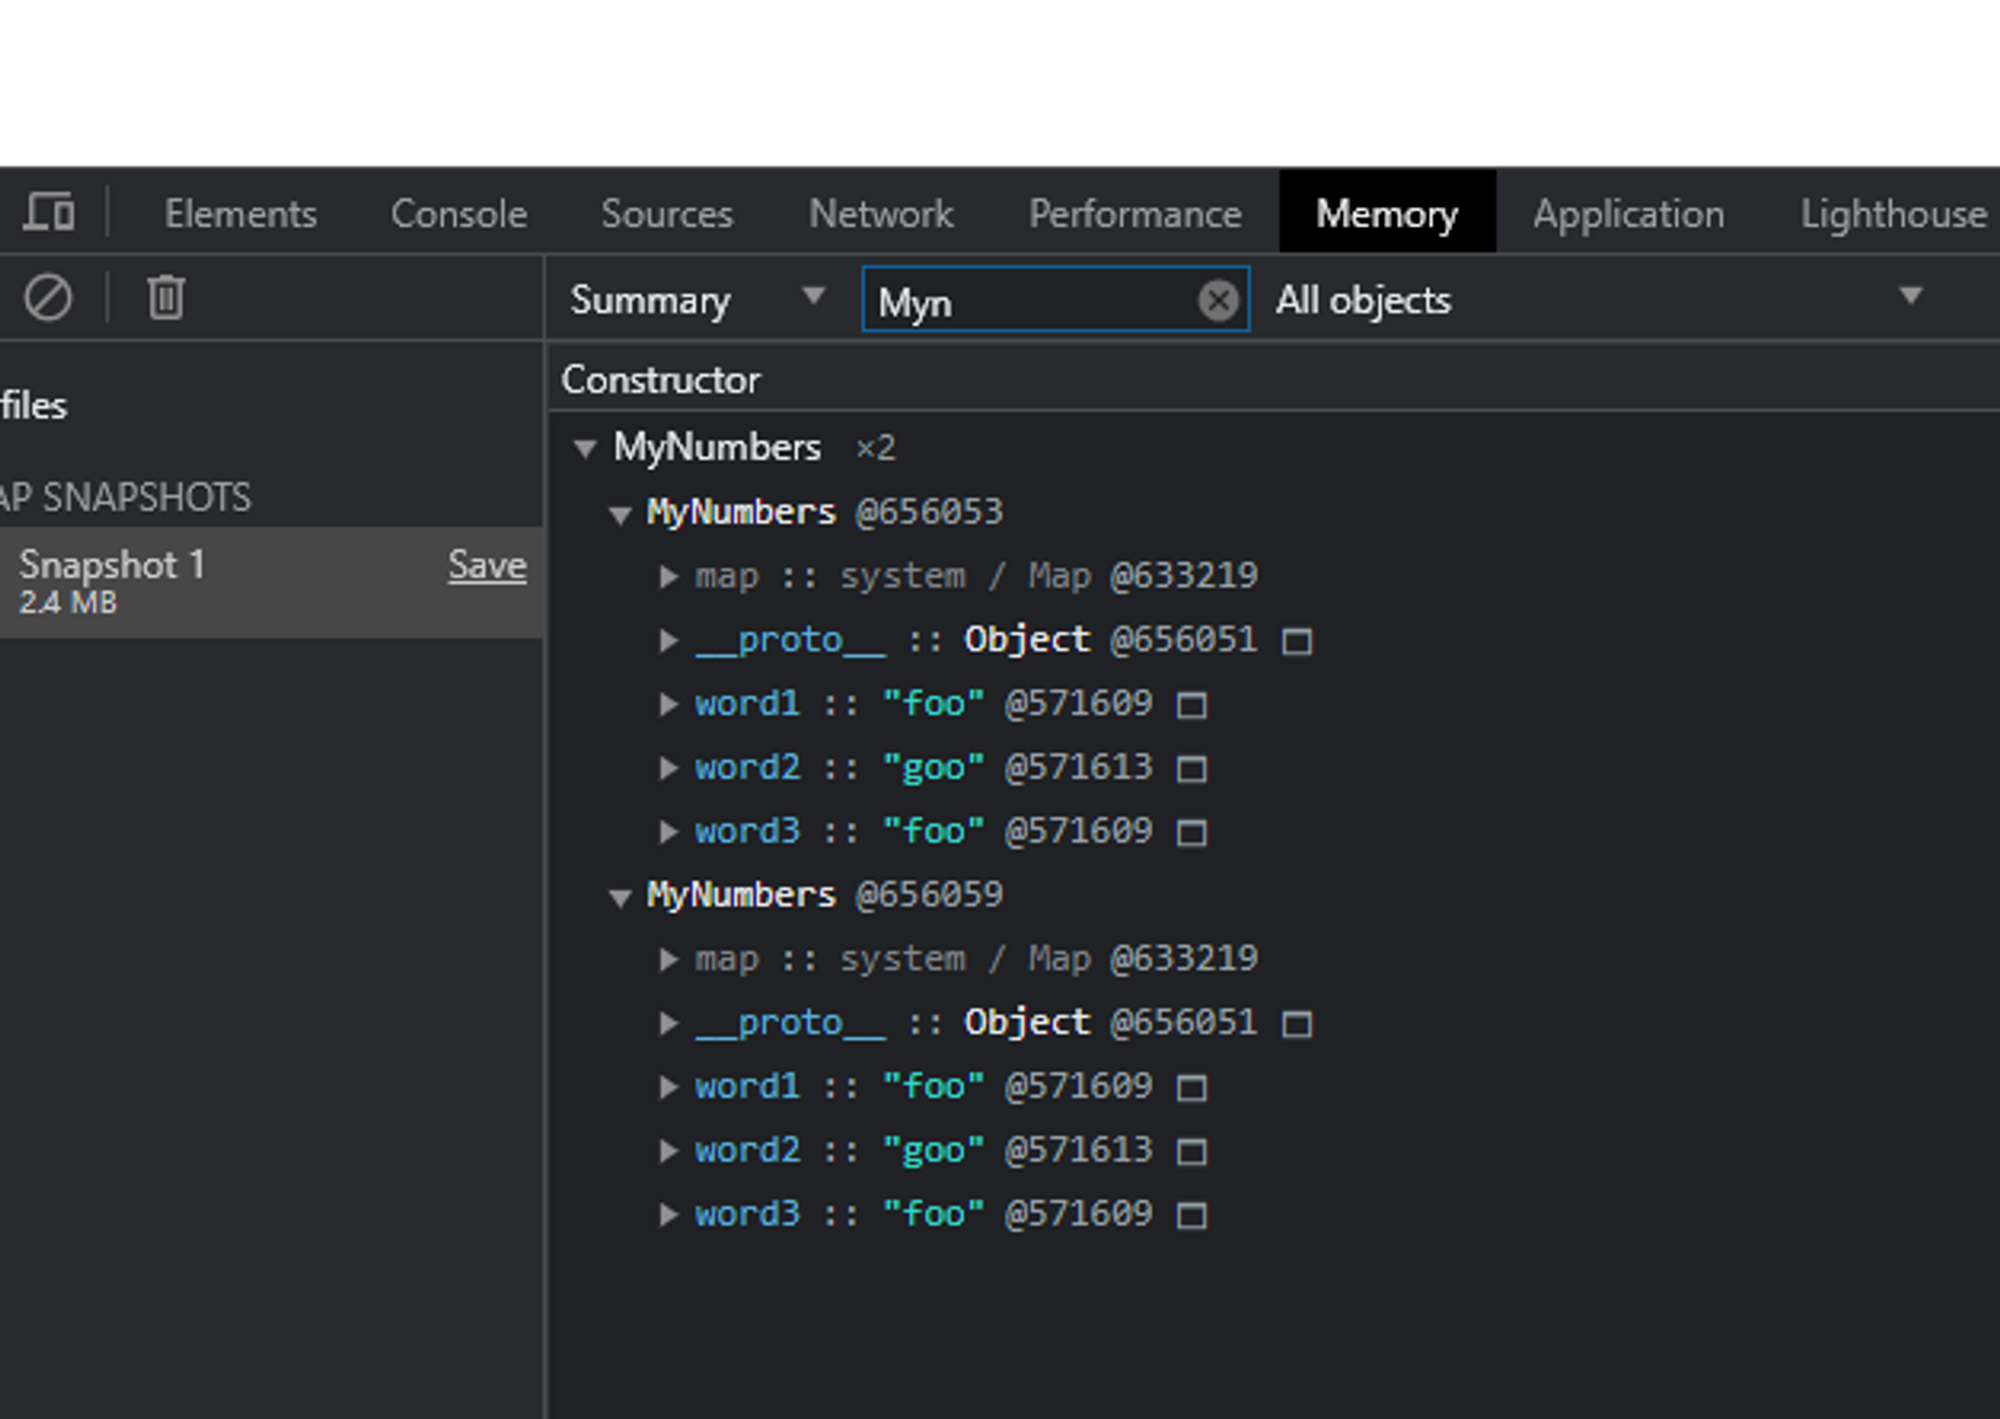 Elements Console Sources Network Performance Memory Application Lighthouse
Summary Myn All objects
Constructor
files
AP SNAPSHOTS
Snapshot 1 Save
2.4 MB
MyNumbers ×2
MyNumbers @656053
map :: system / Map @633219
__proto__ :: Object @656051
word1 :: "foo" @571609
word2 :: "goo" @571613
word3 :: "foo" @571609
MyNumbers @656059
map :: system / Map @633219
__proto__ :: Object @656051
word1 :: "foo" @571609
word2 :: "goo" @571613
word3 :: "foo" @571609